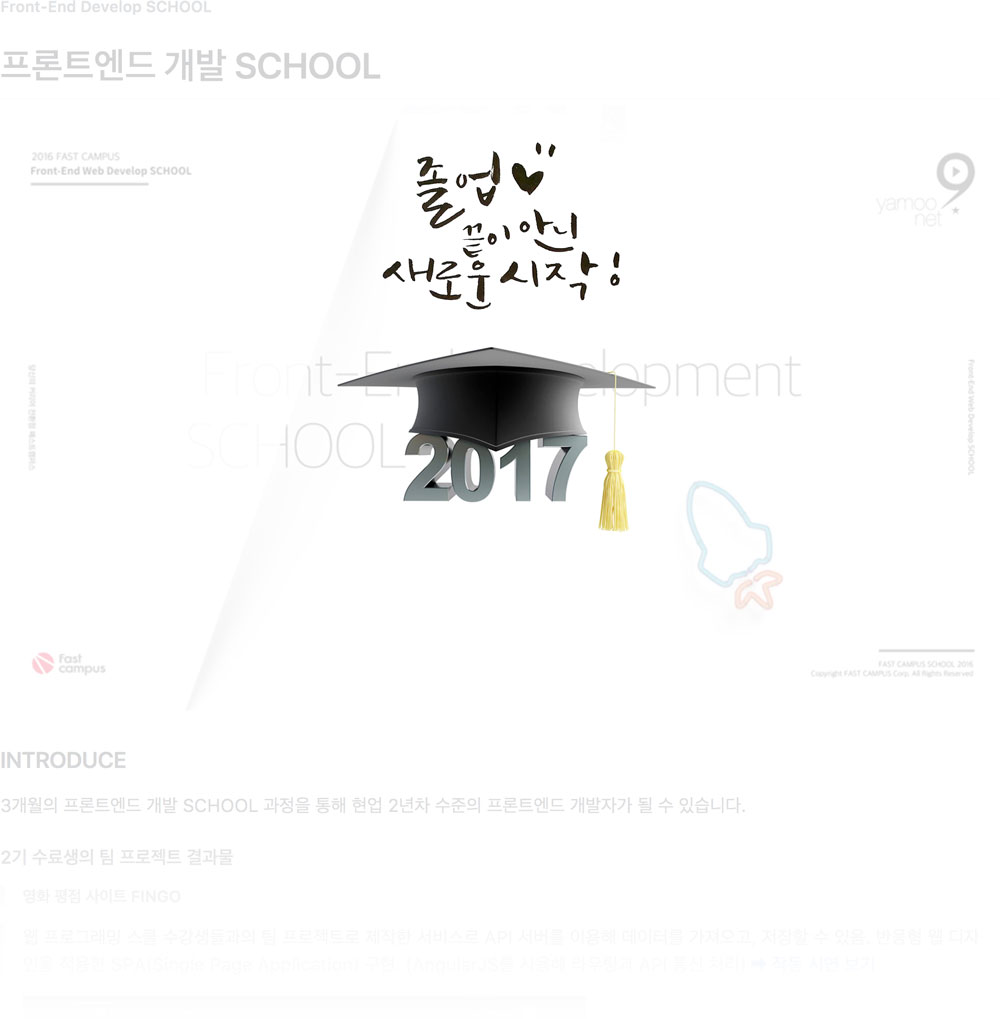 Front-End Develop SCHOOL
프론트엔드 개발 SCHOOL
2016 FAST CAMPUS
Front-End Web Develop SCHOOL
yamoo
net
졸업
끝이 아니
새로운 시작!
Front-End Development
SCHOOL
2017
Front-End Web Develop SCHOOL
Fast
campus
FAST CAMPUS SCHOOL 2016
Copyright FAST CAMPUS Corp. All Rights Reserved
INTRODUCE
3개월의 프론트엔드 개발 SCHOOL 과정을 통해 현업 2년차 수준의 프론트엔드 개발자가 될 수 있습니다.
2기 수료생의 팀 프로젝트 결과물
영화 평점 사이트 FINGO
웹 프로그래밍 스쿨 수강생들과의 팀 프로젝트로 제작한 서비스로 API 서버를 이용해 데이터를 가져오고, 저장할 수 있음. 반응형 웹 디자
인을 적용한 SPA(Single Page Application) 구현. (AngularJS를 사용해 라우팅과 API 통신 처리) ➡ 작동 시연 보기